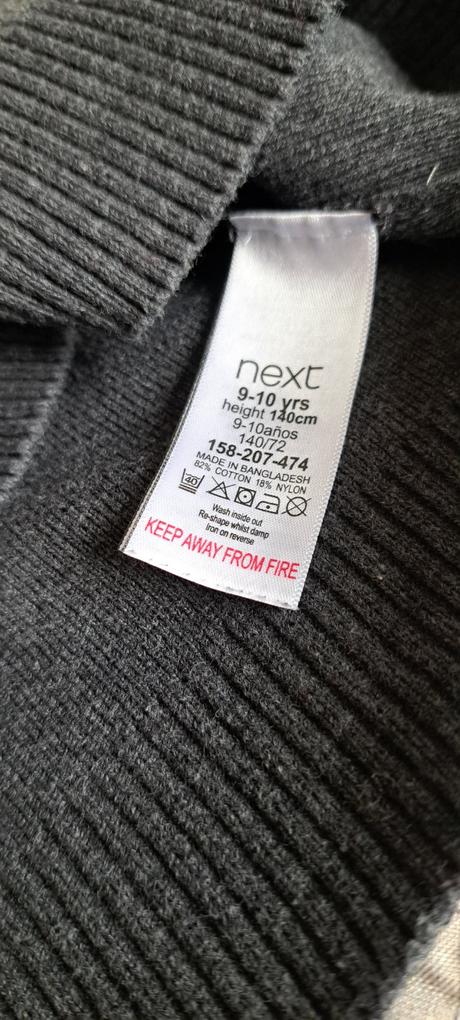 next
9-10 yrs
height 140cm
9-10años
140/72
158-207-474
MADE IN BANGLADESH
82% COTTON 18% NYLON
40
Wash inside out
Re-shape whilst damp
Iron on reverse
KEEP AWAY FROM FIRE